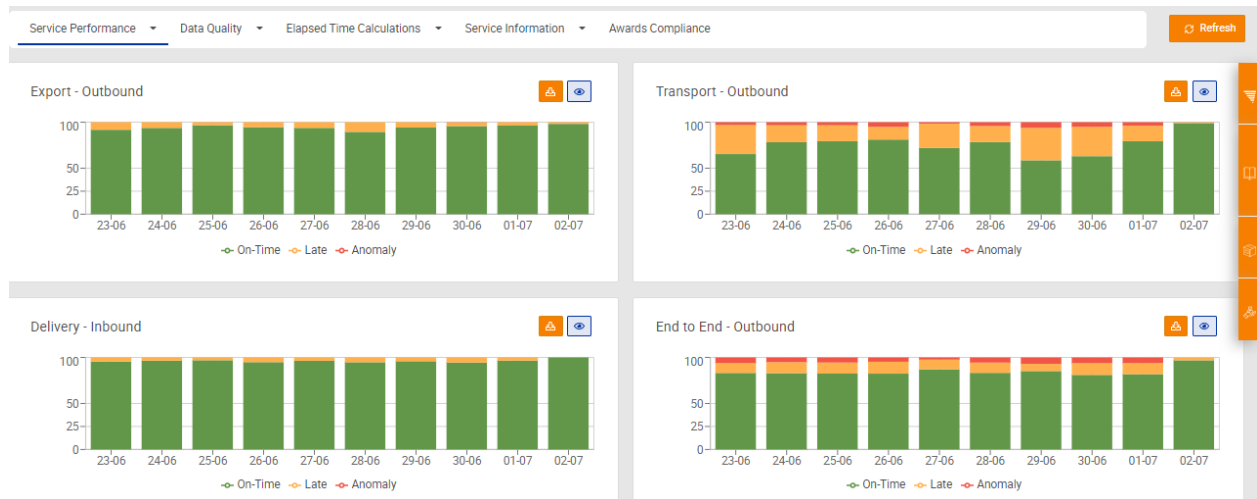 Service Performance Data Quality Elapsed Time Calculations Service Information Awards Compliance Refresh
Export - Outbound
100
50
25
0
23-06 24-06 25-06 26-06 27-06 28-06 29-06 30-06 01-07 02-07
On-Time Late Anomaly
Transport - Outbound
100
50
25
0
23-06 24-06 25-06 26-06 27-06 28-06 29-06 30-06 01-07 02-07
On-Time Late Anomaly
Delivery - Inbound
100
50
25
0
23-06 24-06 25-06 26-06 27-06 28-06 29-06 30-06 01-07 02-07
On-Time Late Anomaly
End to End - Outbound
100
50
25
0
23-06 24-06 25-06 26-06 27-06 28-06 29-06 30-06 01-07 02-07
On-Time Late Anomaly